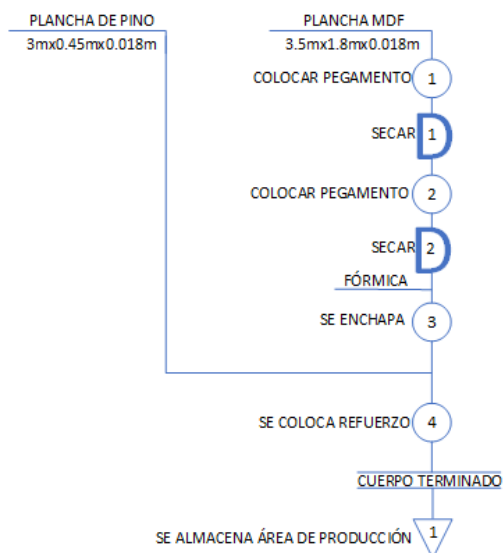 PLANCHA DE PINO
3mx0.45mx0.018m
PLANCHA MDF
3.5mx1.8mx0.018m
COLOCAR PEGAMENTO 1
SECAR 1
COLOCAR PEGAMENTO 2
SECAR 2
FÓRMICA
SE ENCHAPA 3
SE COLOCA REFUERZO 4
CUERPO TERMINADO
SE ALMACENA ÁREA DE PRODUCCIÓN 1